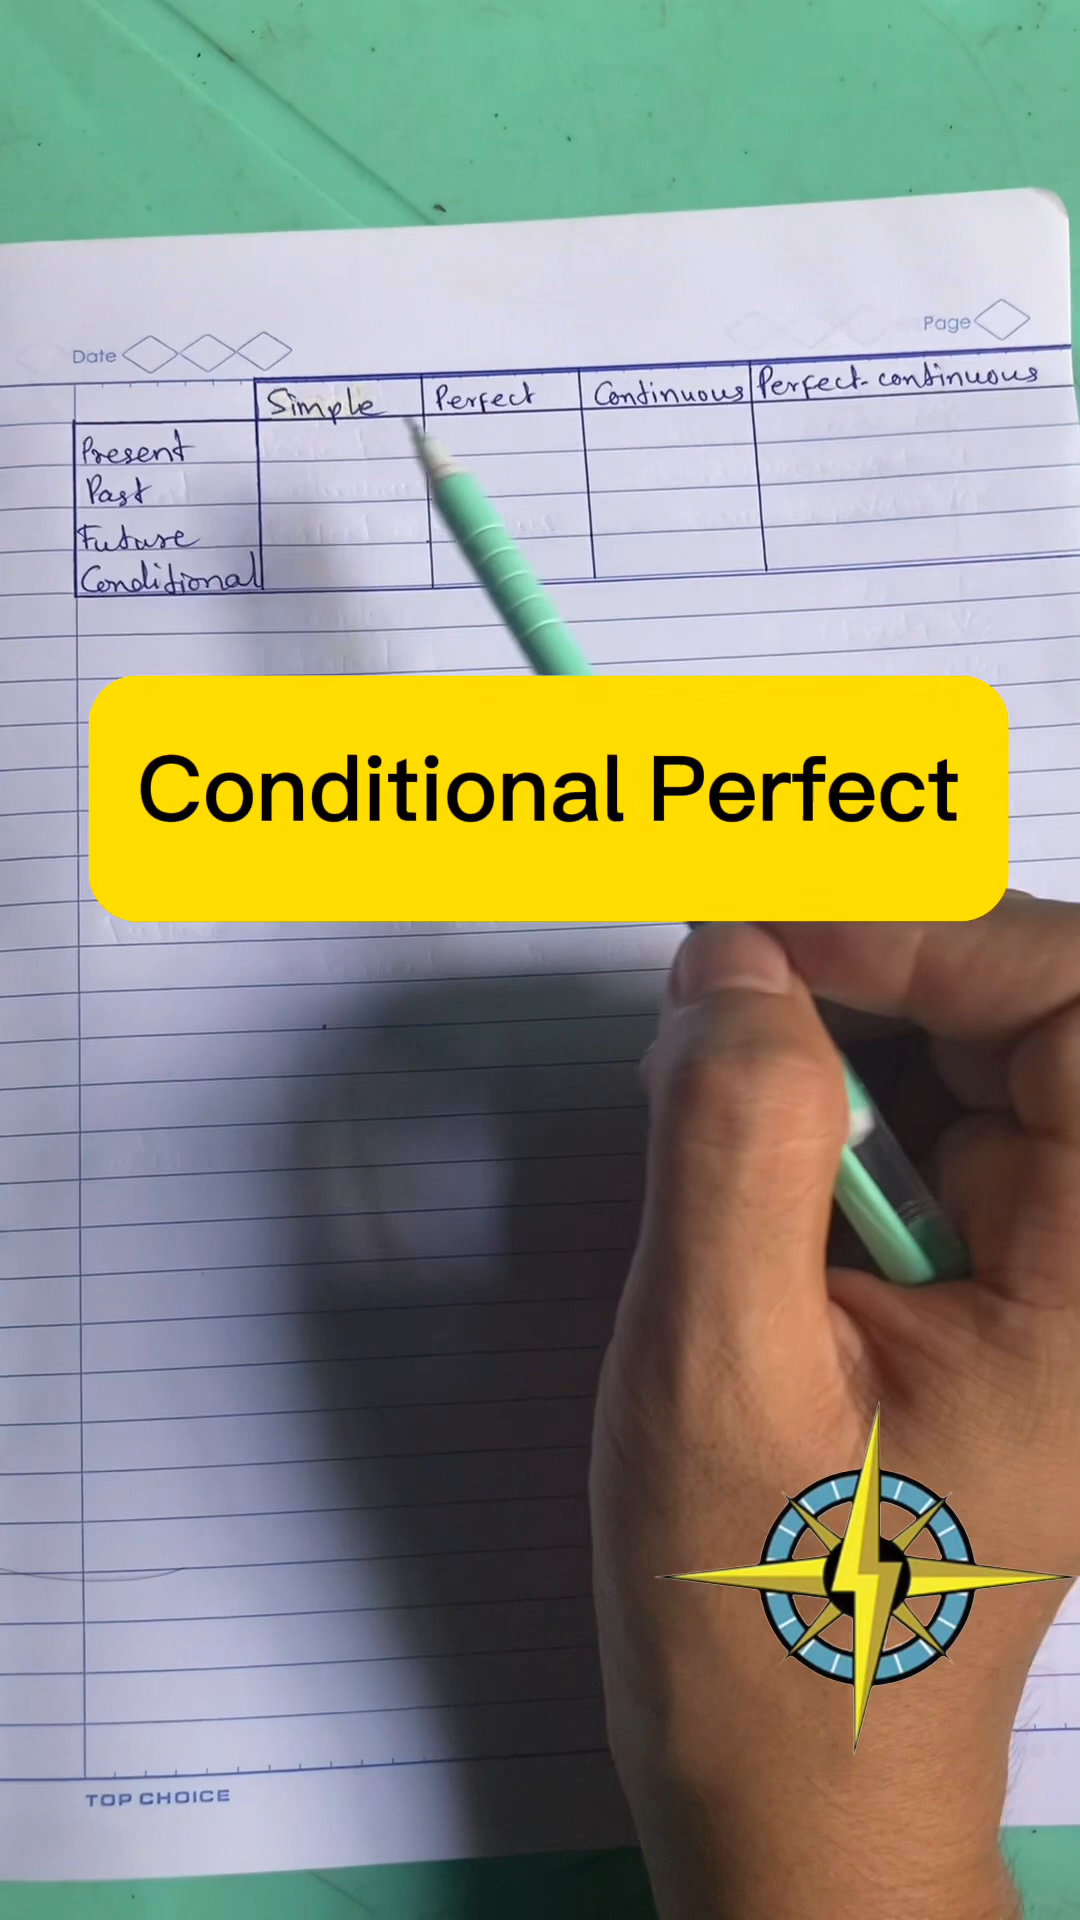 Date
Page
Simple Perfect Continuous Perfect-continuous
Present
Past
Future
Conditional
Conditional Perfect
TOP CHOICE